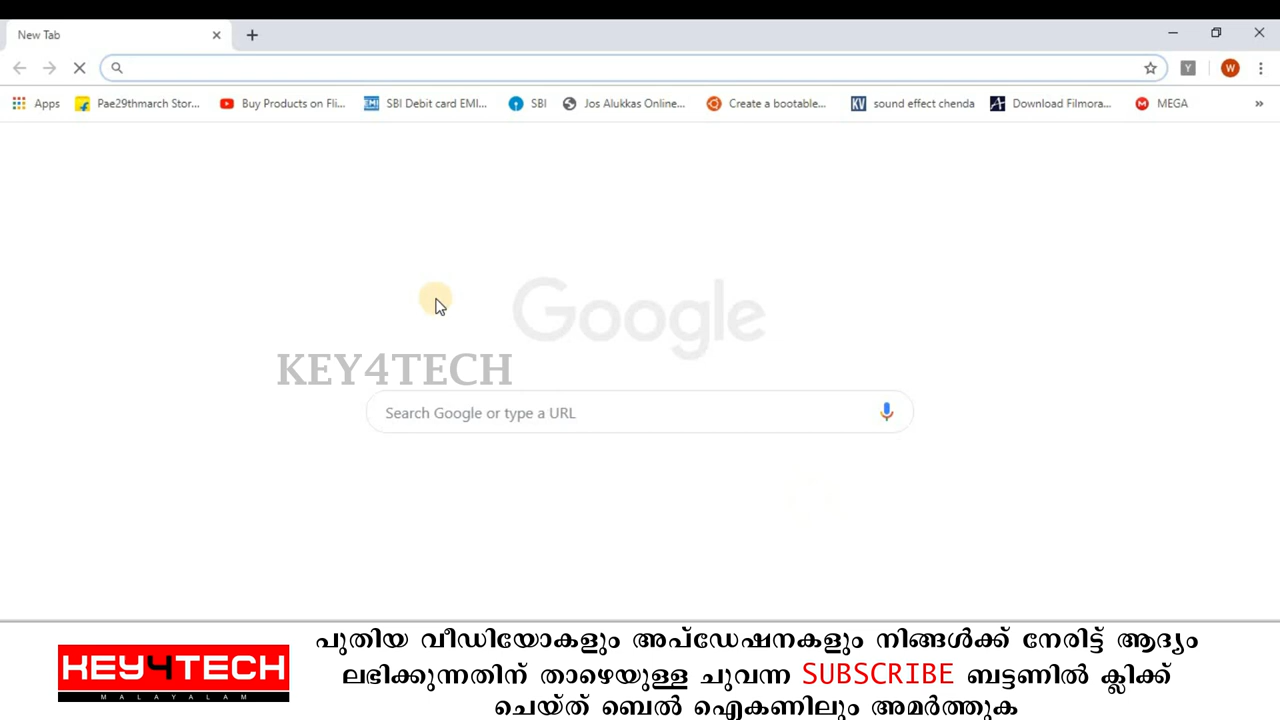 New Tab
Apps Pae29thmarch Stor... Buy Products on Fli... SBI Debit card EMI... SBI Jos Alukkas Online... Create a bootable... sound effect chenda Download Filmora... MEGA »
Google
KEY4TECH
Search Google or type a URL
പുതിയ വീഡിയോകളും അപ്ഡേഷനകളും നിങ്ങൾക്ക് നേരിട്ട് ആദ്യം
ലഭിക്കുന്നതിന് താഴെയുള്ള ചുവന്ന SUBSCRIBE ബട്ടണിൽ ക്ലിക്ക്
ചെയ്ത് ബെൽ ഐകണിലും അമർത്തുക
KEY4TECH
MALAYALAM
Y
W
EMI
KV